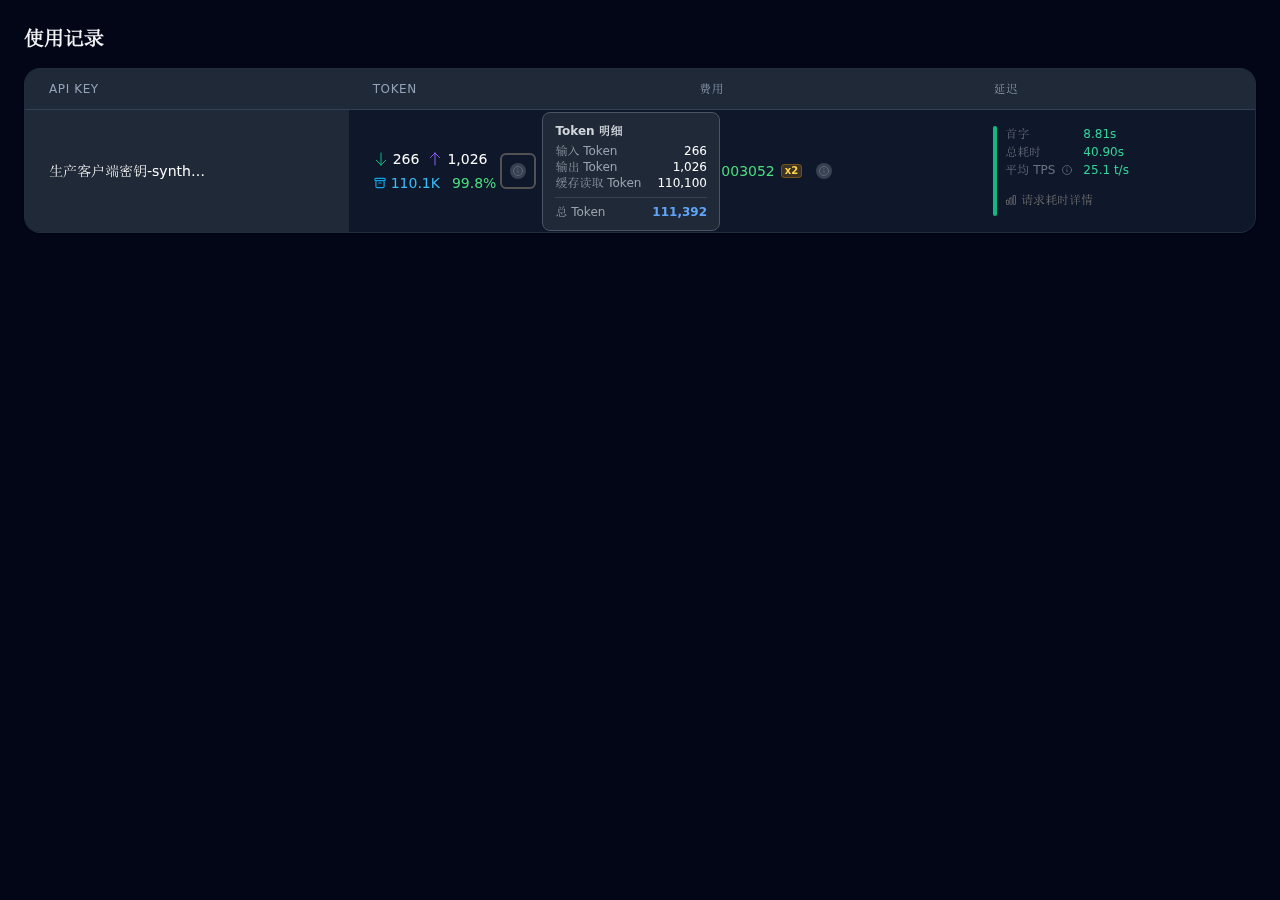 使用记录
API KEY TOKEN 费用 延迟
生产客户端密钥-synth...
266 1,026
110.1K 99.8%
Token 明细
输入 Token 266
输出 Token 1,026
缓存读取 Token 110,100
总 Token 111,392
003052 x2
首字 8.81s
总耗时 40.90s
平均 TPS 25.1 t/s
请求耗时详情